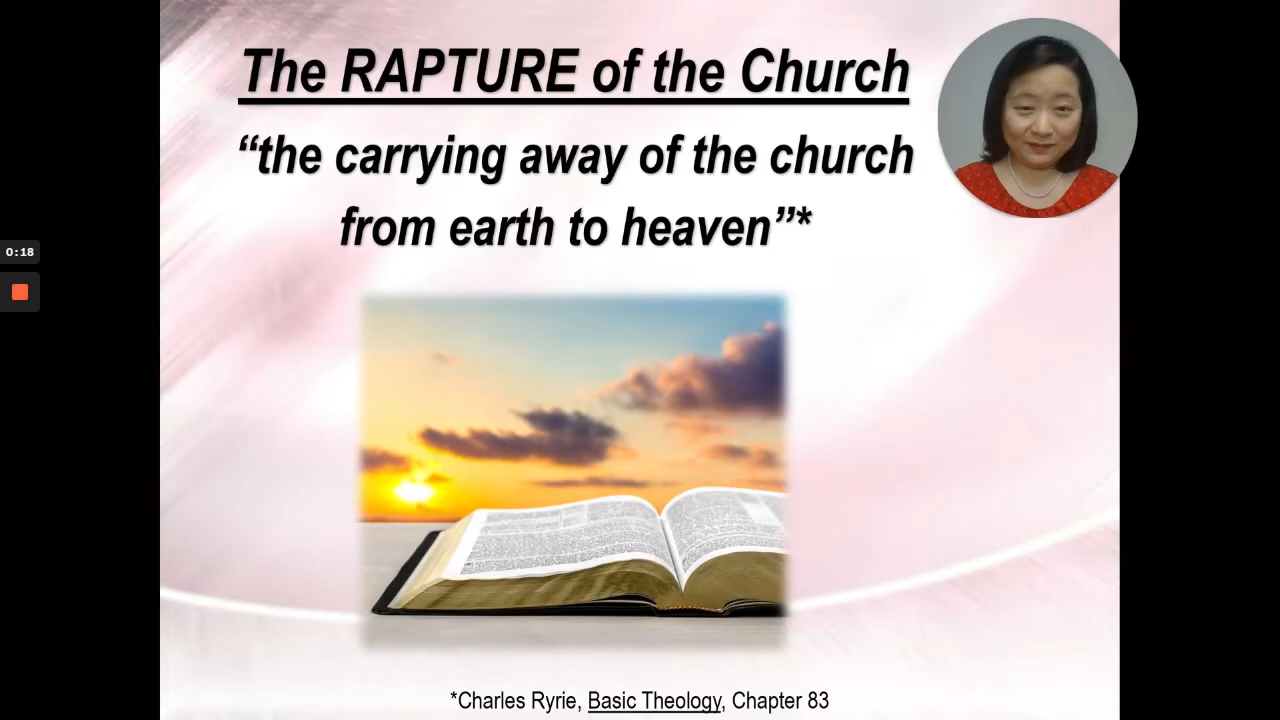 The RAPTURE of the Church
“the carrying away of the church
from earth to heaven”*
0:18
*Charles Ryrie, Basic Theology, Chapter 83